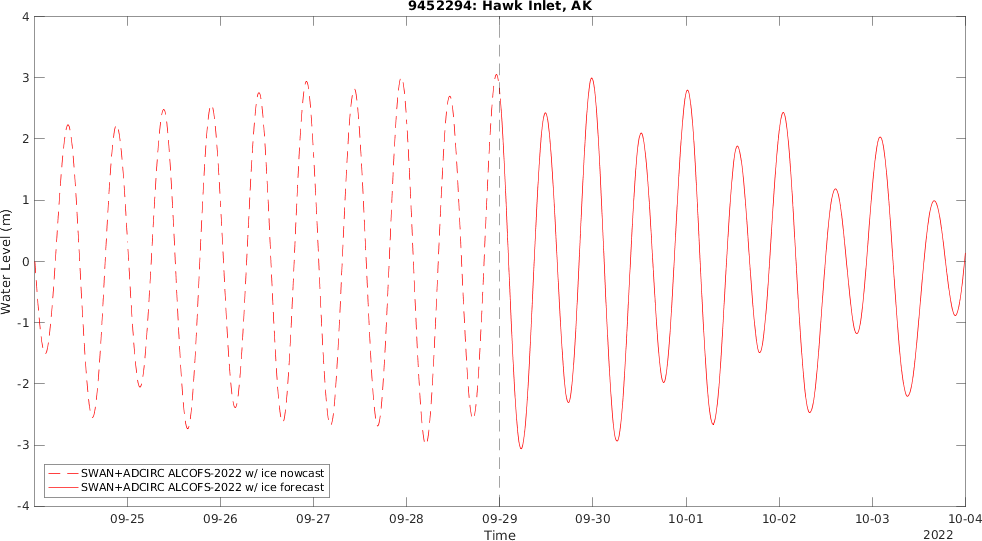 9452294: Hawk Inlet, AK
4
3
2
1
0
-1
-2
-3
-4
Water Level (m)
SWAN+ADCIRC ALCOFS-2022 w/ ice nowcast
SWAN+ADCIRC ALCOFS-2022 w/ ice forecast
09-25 09-26 09-27 09-28 09-29 09-30 10-01 10-02 10-03 10-04
Time
2022